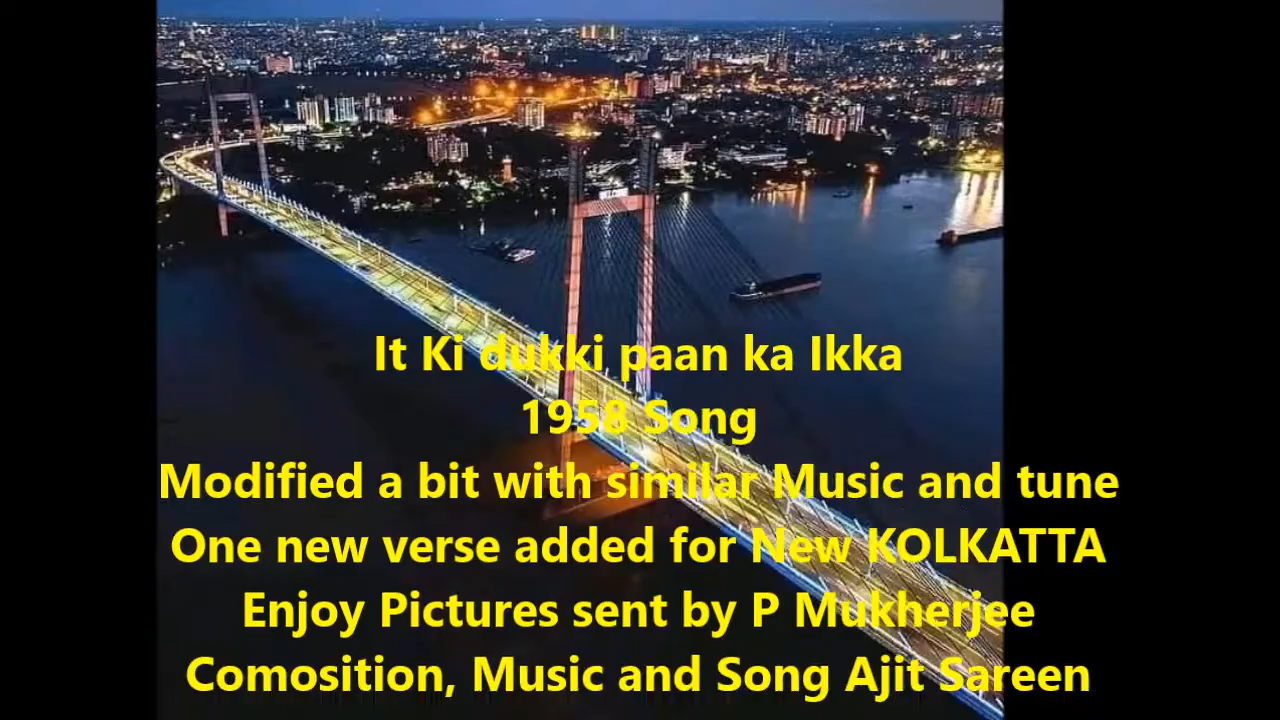 It Ki dukki paan ka Ikka
1958 Song
Modified a bit with similar Music and tune
One new verse added for New KOLKATTA
Enjoy Pictures sent by P Mukherjee
Comosition, Music and Song Ajit Sareen